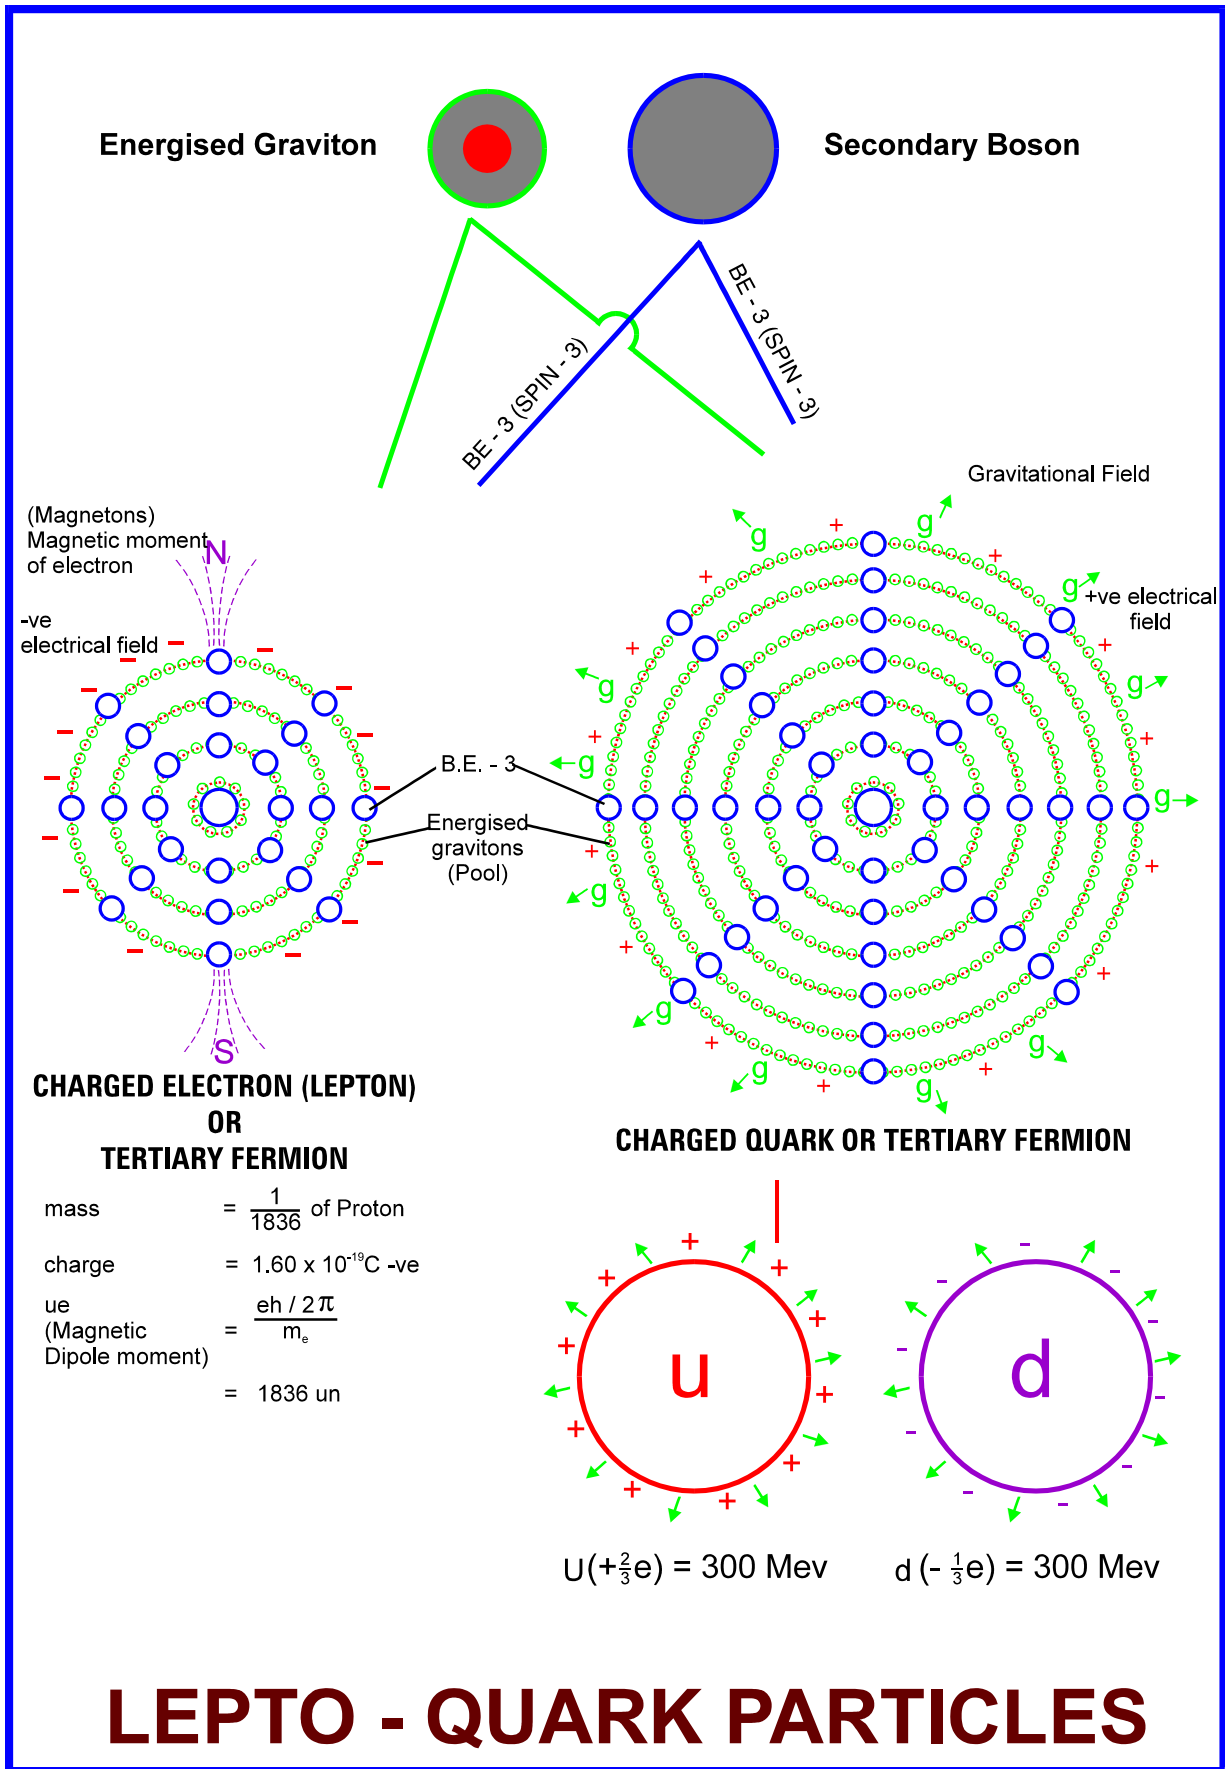 Energised Graviton
Secondary Boson
BE - 3 (SPIN - 3)
BE - 3 (SPIN - 3)
Gravitational Field
(Magnetons)
Magnetic moment
of electron
N
-ve
electrical field
+ve electrical
field
g
g
g
g
g
g
g
g
g
g
g
g
g
B.E. - 3
Energised
gravitons
(Pool)
S
CHARGED ELECTRON (LEPTON)
OR
TERTIARY FERMION
CHARGED QUARK OR TERTIARY FERMION
mass = 1/1836 of Proton
charge = 1.60 x 10⁻¹⁹C -ve
ue
(Magnetic
Dipole moment) = eh / 2π / mₑ
= 1836 un
u
d
U(+2/3e) = 300 Mev
d (- 1/3e) = 300 Mev
LEPTO - QUARK PARTICLES